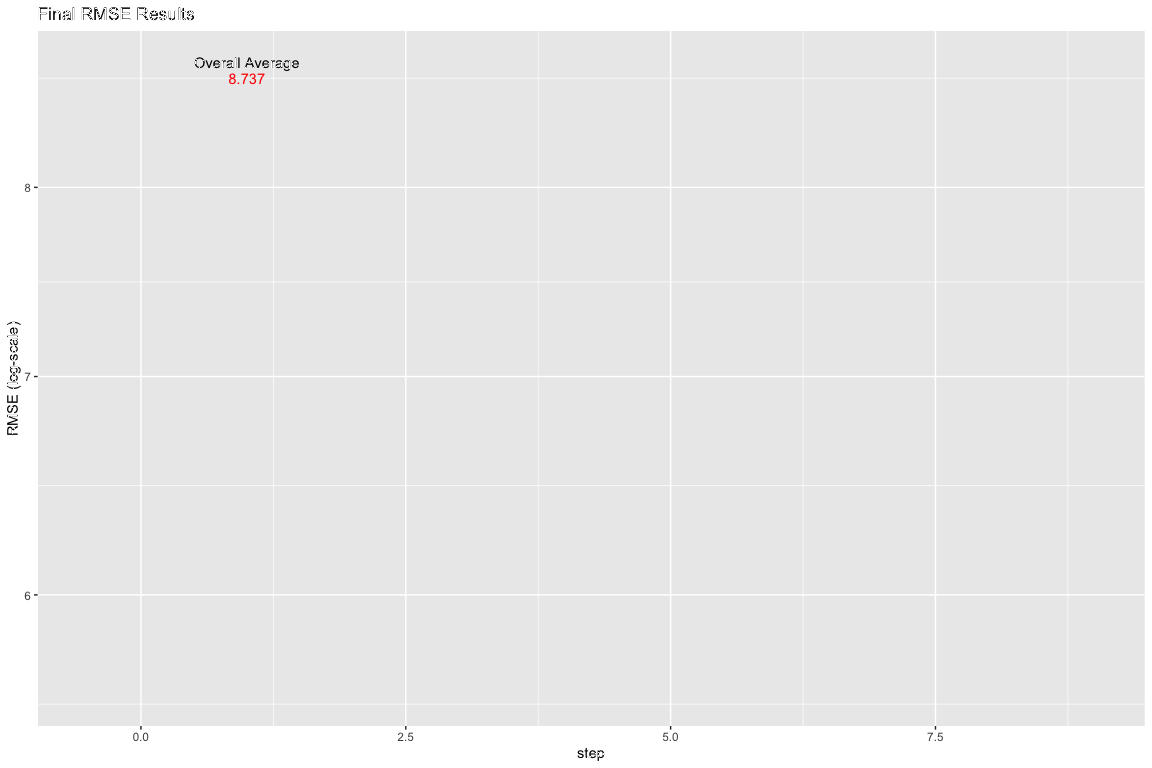 Final RMSE Results
Overall Average
8.737
8
7
6
RMSE (log-scale)
0.0
2.5
5.0
7.5
step